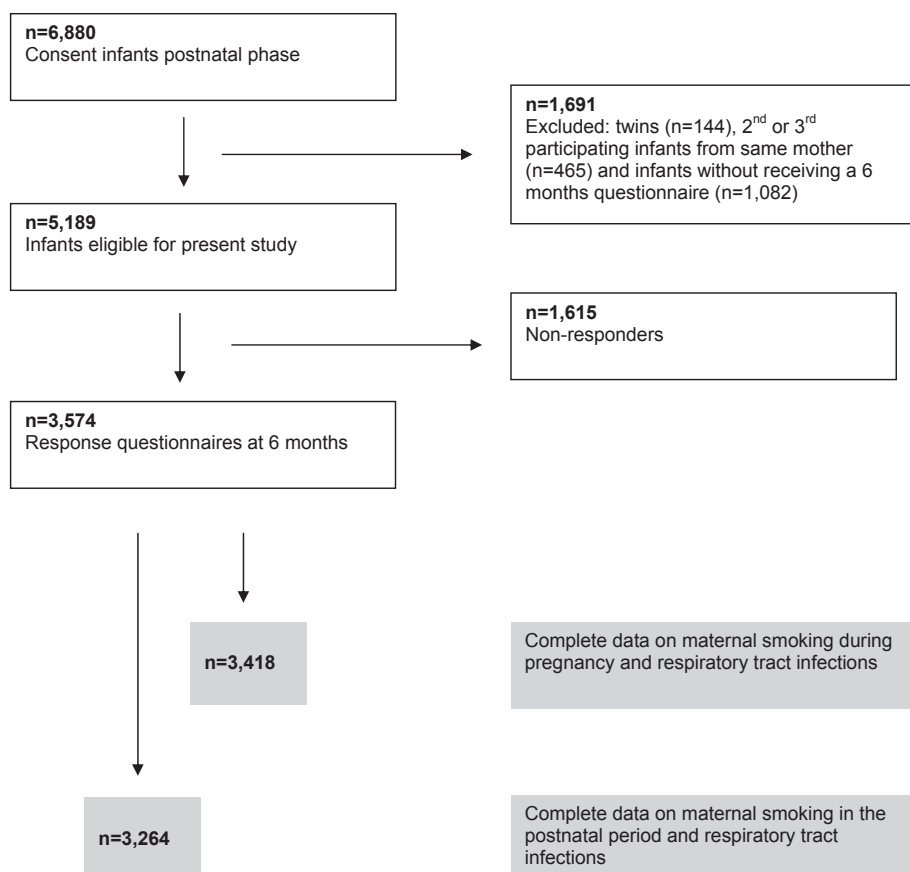 n=6,880
Consent infants postnatal phase
n=1,691
Excluded: twins (n=144), 2nd or 3rd
participating infants from same mother
(n=465) and infants without receiving a 6
months questionnaire (n=1,082)
n=5,189
Infants eligible for present study
n=1,615
Non-responders
n=3,574
Response questionnaires at 6 months
n=3,418
Complete data on maternal smoking during
pregnancy and respiratory tract infections
n=3,264
Complete data on maternal smoking in the
postnatal period and respiratory tract
infections